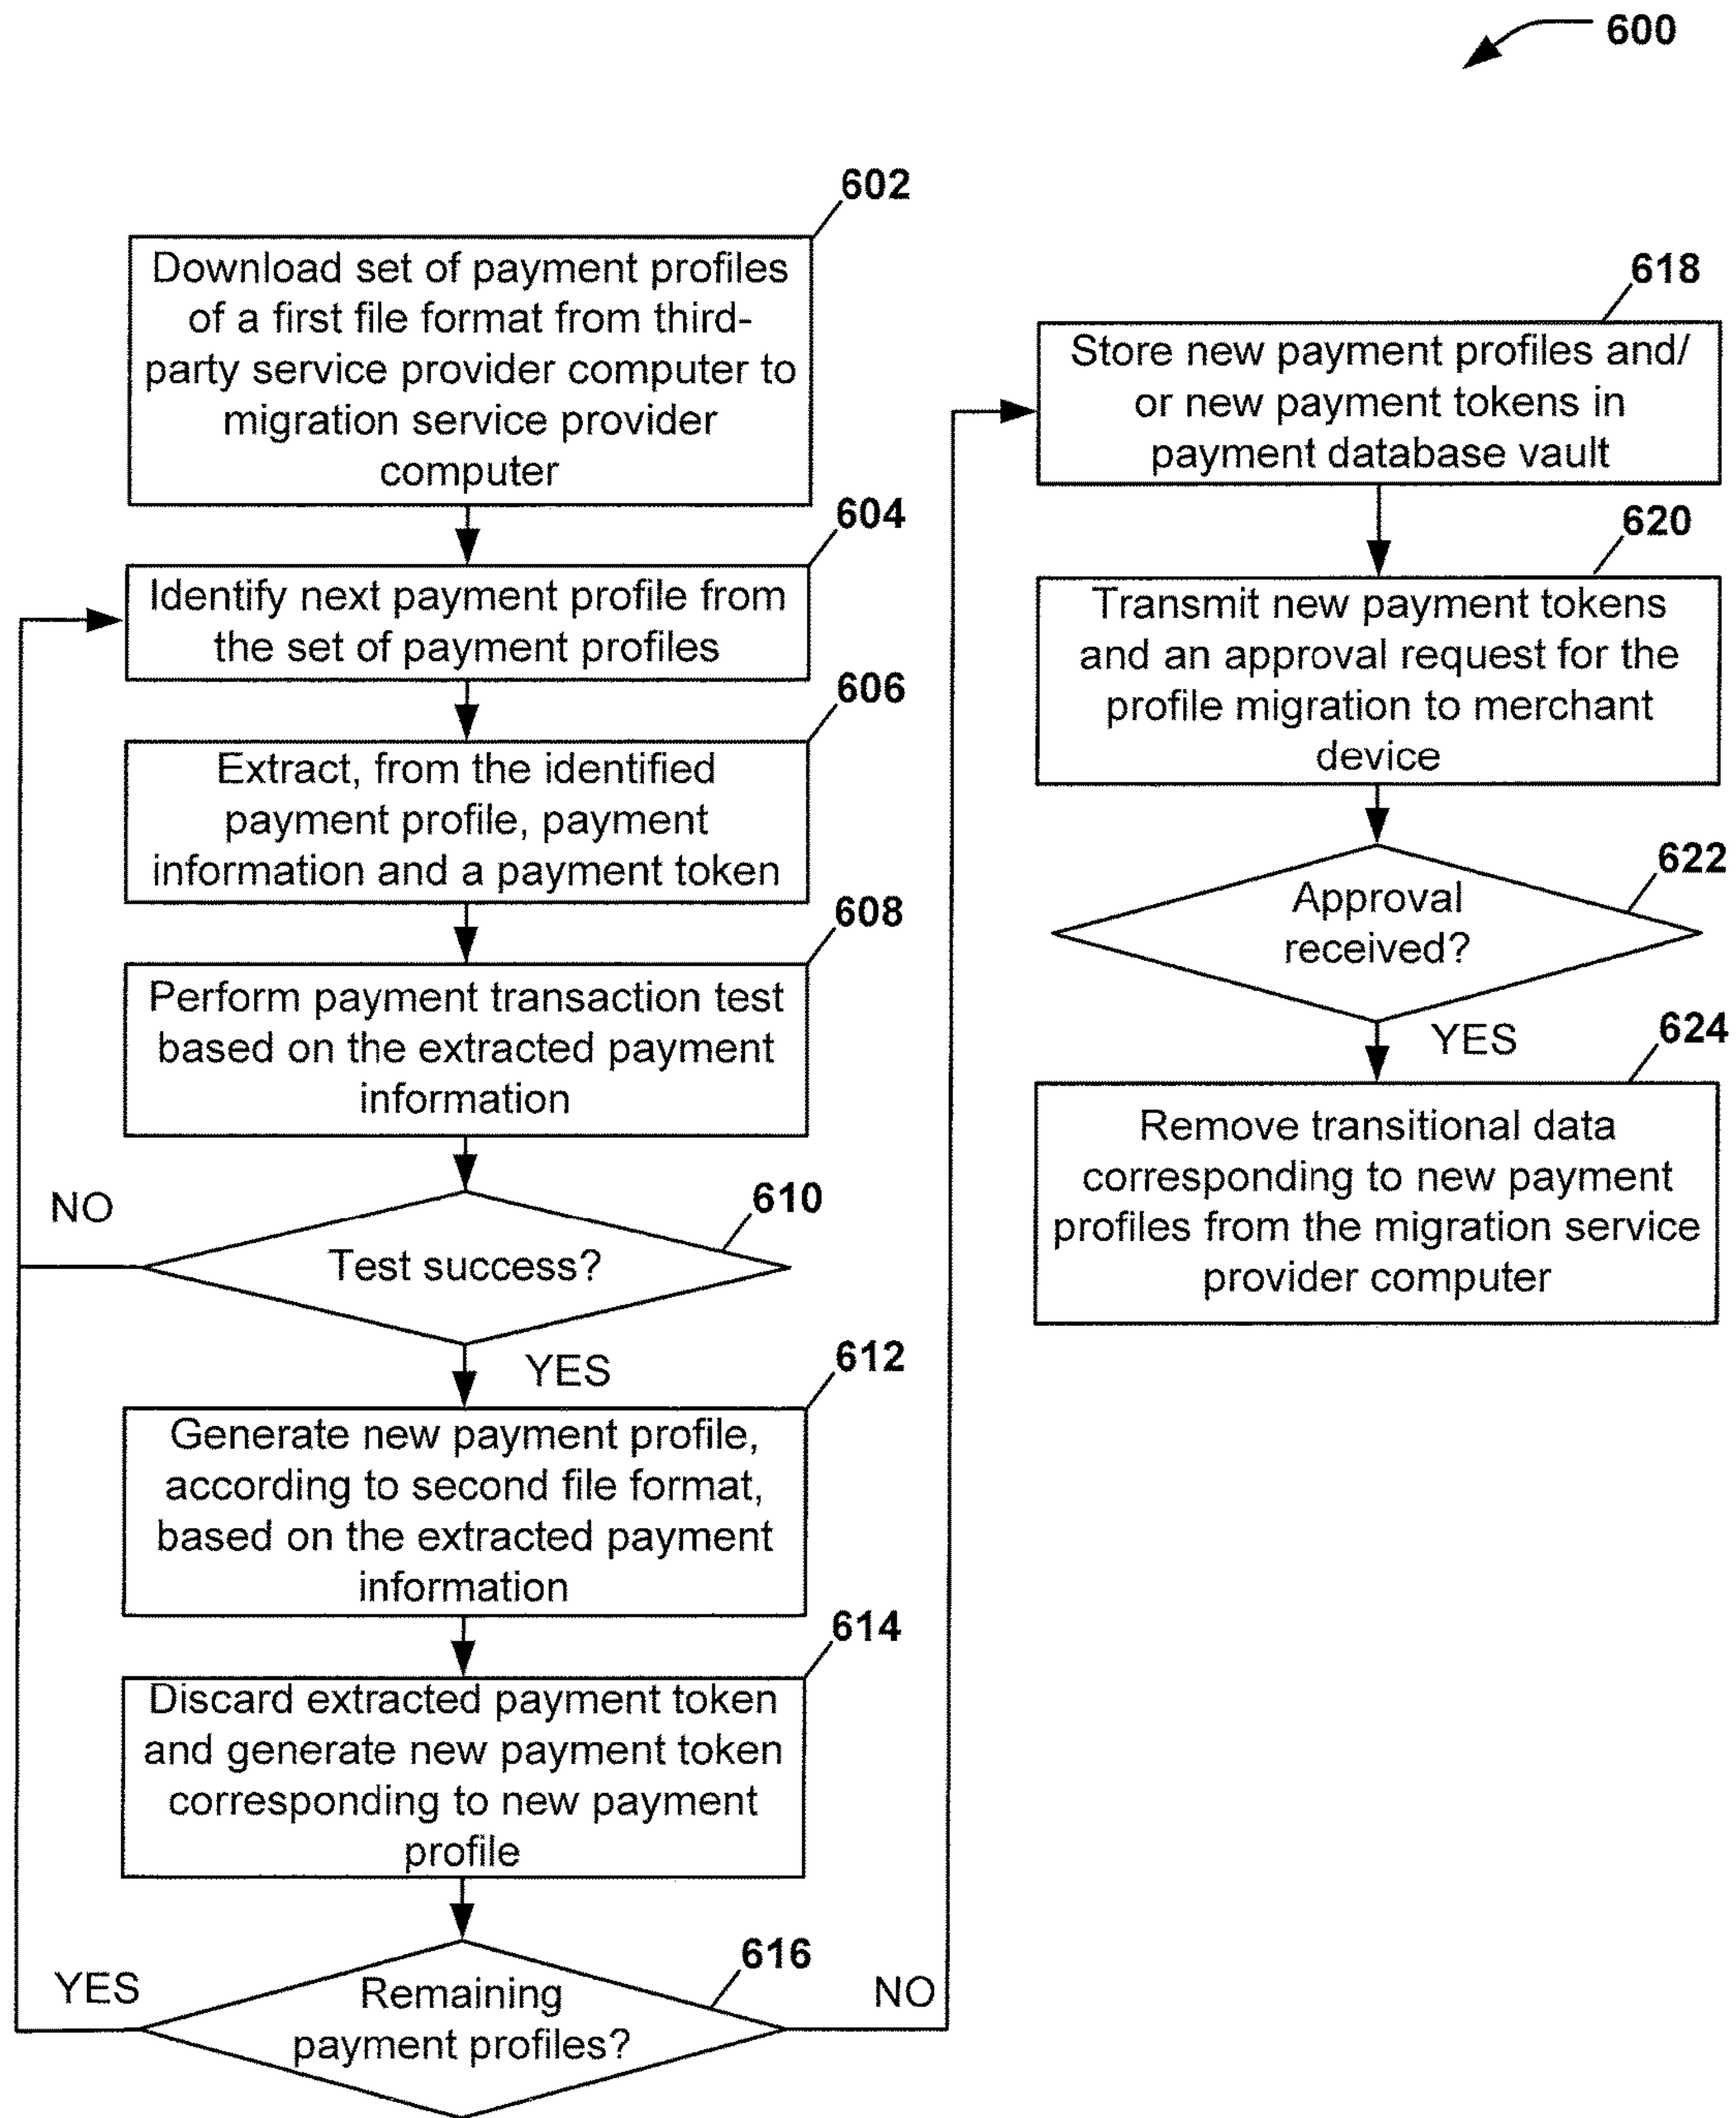 600
602
Download set of payment profiles
of a first file format from third-
party service provider computer to
migration service provider
computer
604
Identify next payment profile from
the set of payment profiles
606
Extract, from the identified
payment profile, payment
information and a payment token
608
Perform payment transaction test
based on the extracted payment
information
NO
610
Test success?
YES
612
Generate new payment profile,
according to second file format,
based on the extracted payment
information
614
Discard extracted payment token
and generate new payment token
corresponding to new payment
profile
616
YES
Remaining
payment profiles?
NO
618
Store new payment profiles and/
or new payment tokens in
payment database vault
620
Transmit new payment tokens
and an approval request for the
profile migration to merchant
device
622
Approval
received?
YES
624
Remove transitional data
corresponding to new payment
profiles from the migration service
provider computer